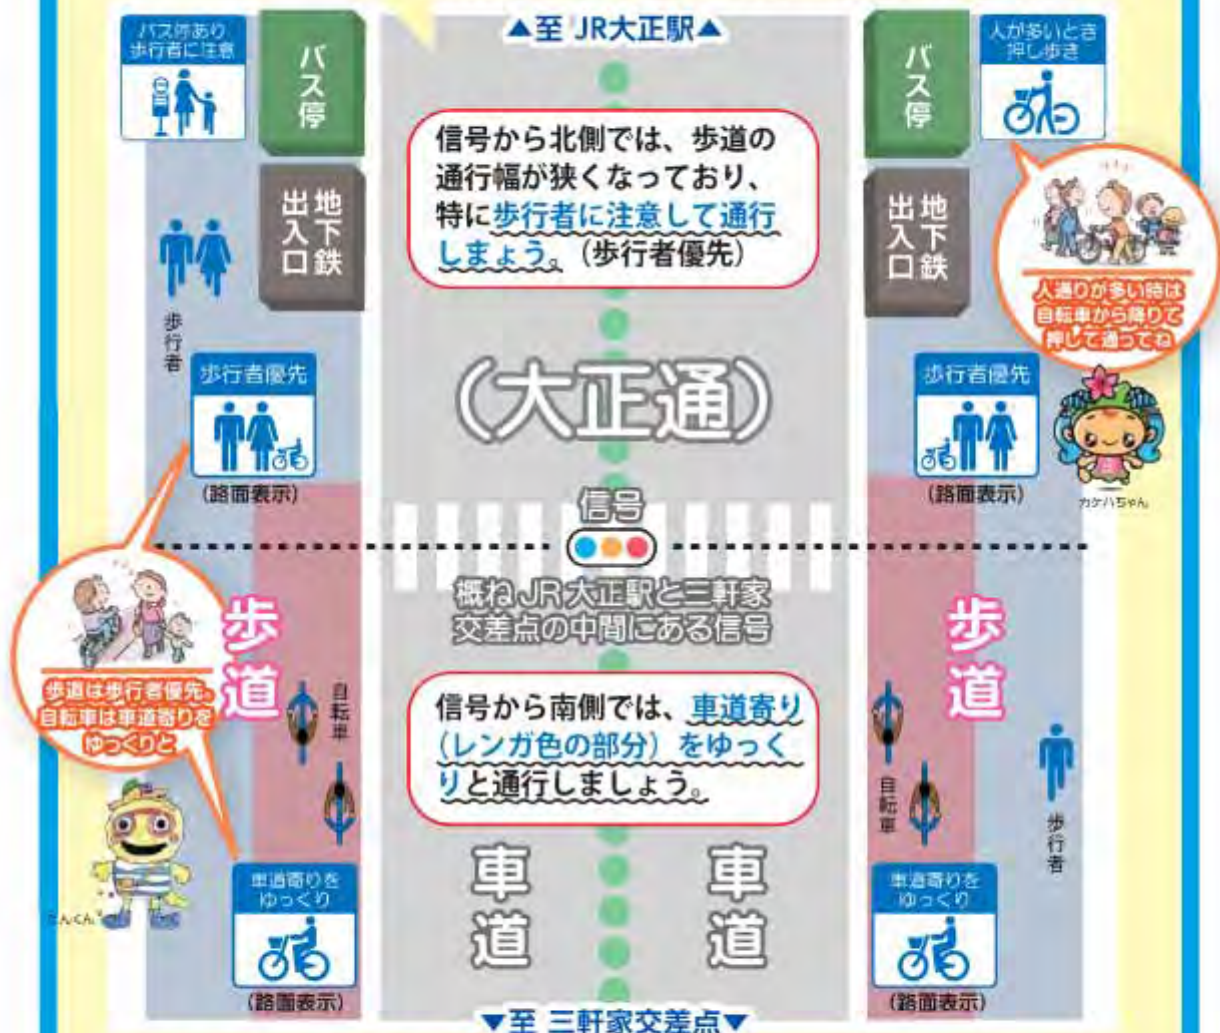 ▲至 JR大正駅▲
バス停あり
歩行者に注意
バス停
バス停
人が多いとき
押し歩き
信号から北側では、歩道の
通行幅が狭くなっており、
特に歩行者に注意して通行
しまょう。（歩行者優先）
地下鉄
出入口
地下鉄
出入口
人通りが多い時は
自転車から降りて
押して通ってね
歩行者
歩行者優先
（路面表示）
（大正通）
歩行者優先
（路面表示）
カケハちゃん
信号
概ねJR大正駅と三軒家
交差点の中間にある信号
歩道は歩行者優先。
自転車は車道寄りを
ゆっくりと
歩道
歩道
自転車
信号から南側では、車道寄り
（レンガ色の部分）をゆっく
りと通行しましょう。
自転車
歩行者
車道寄りを
ゆっくり
（路面表示）
車道
車道
車道寄りを
ゆっくり
（路面表示）
▼至 三軒家交差点▼